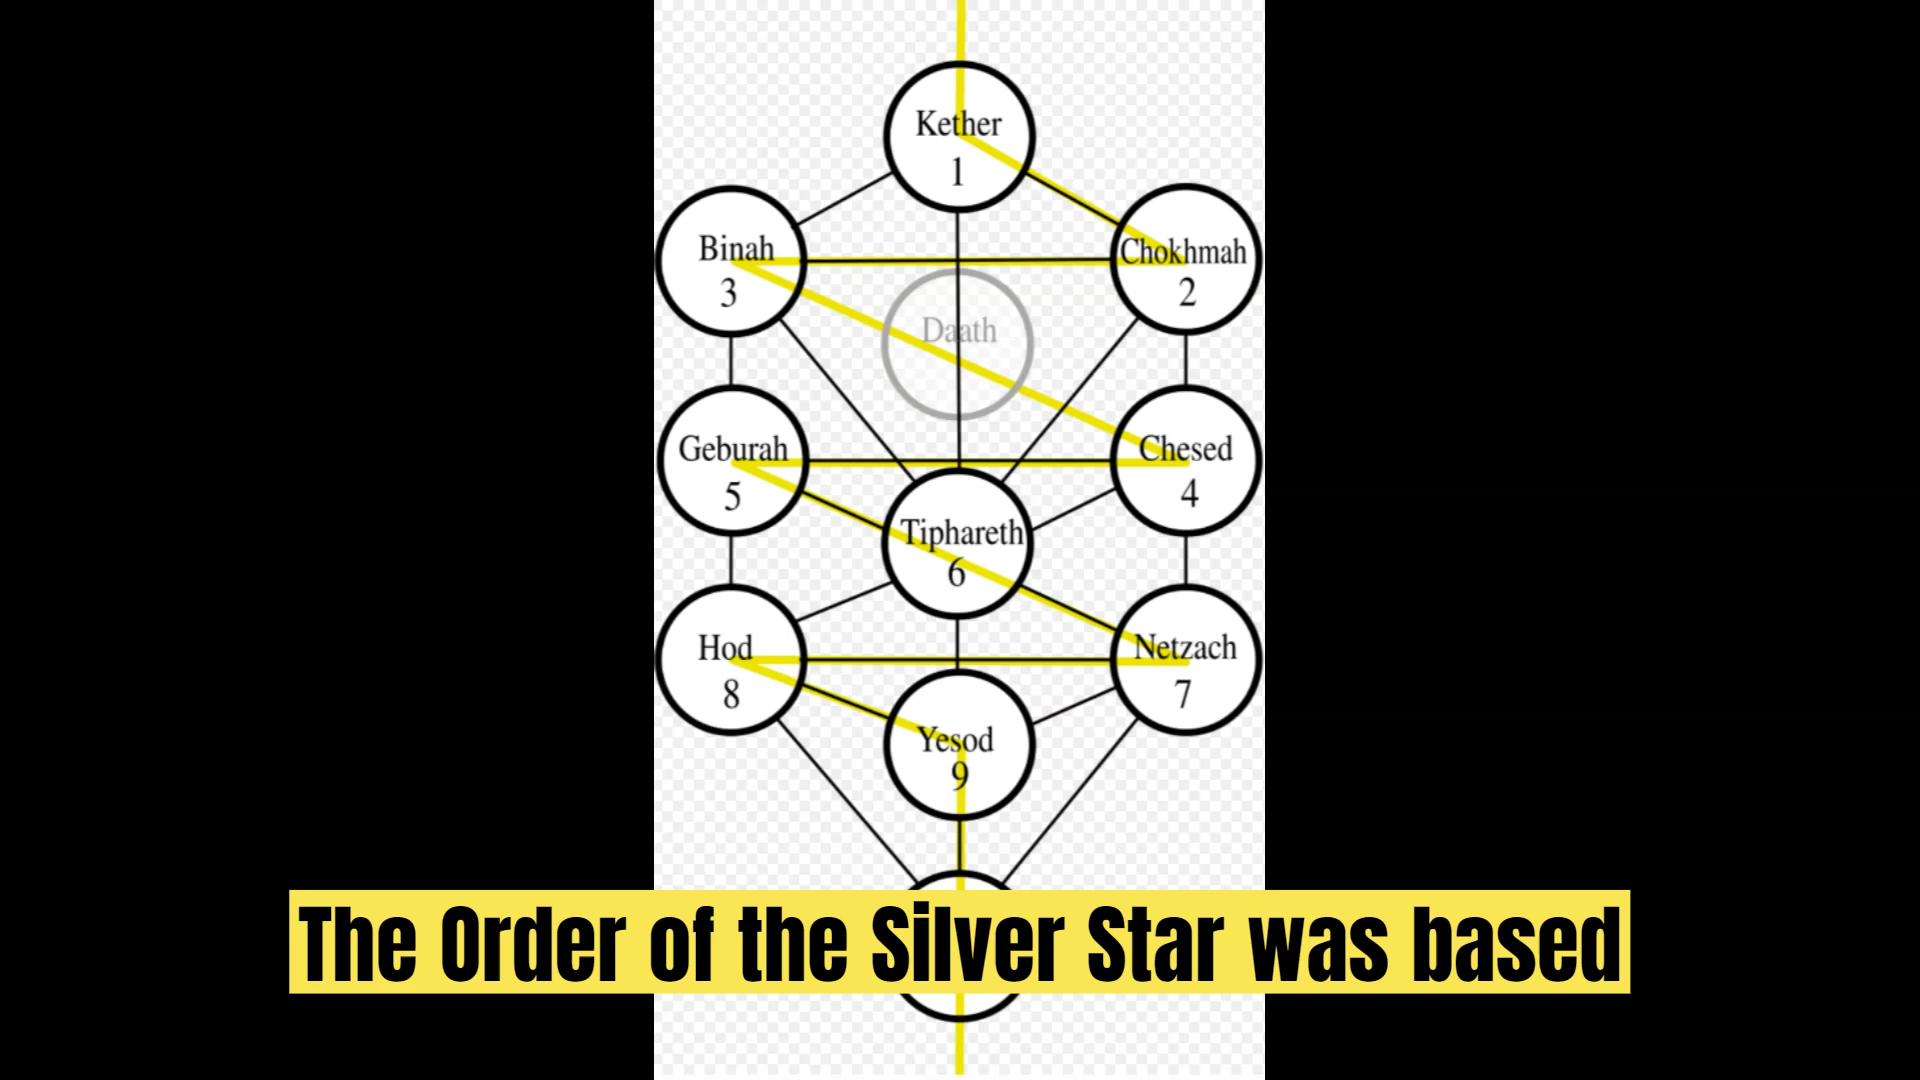 Kether
1
Binah
3
Chokhmah
2
Daath
Geburah
5
Chesed
4
Tiphareth
6
Hod
8
Netzach
7
Yesod
9
The Order of the Silver Star was based